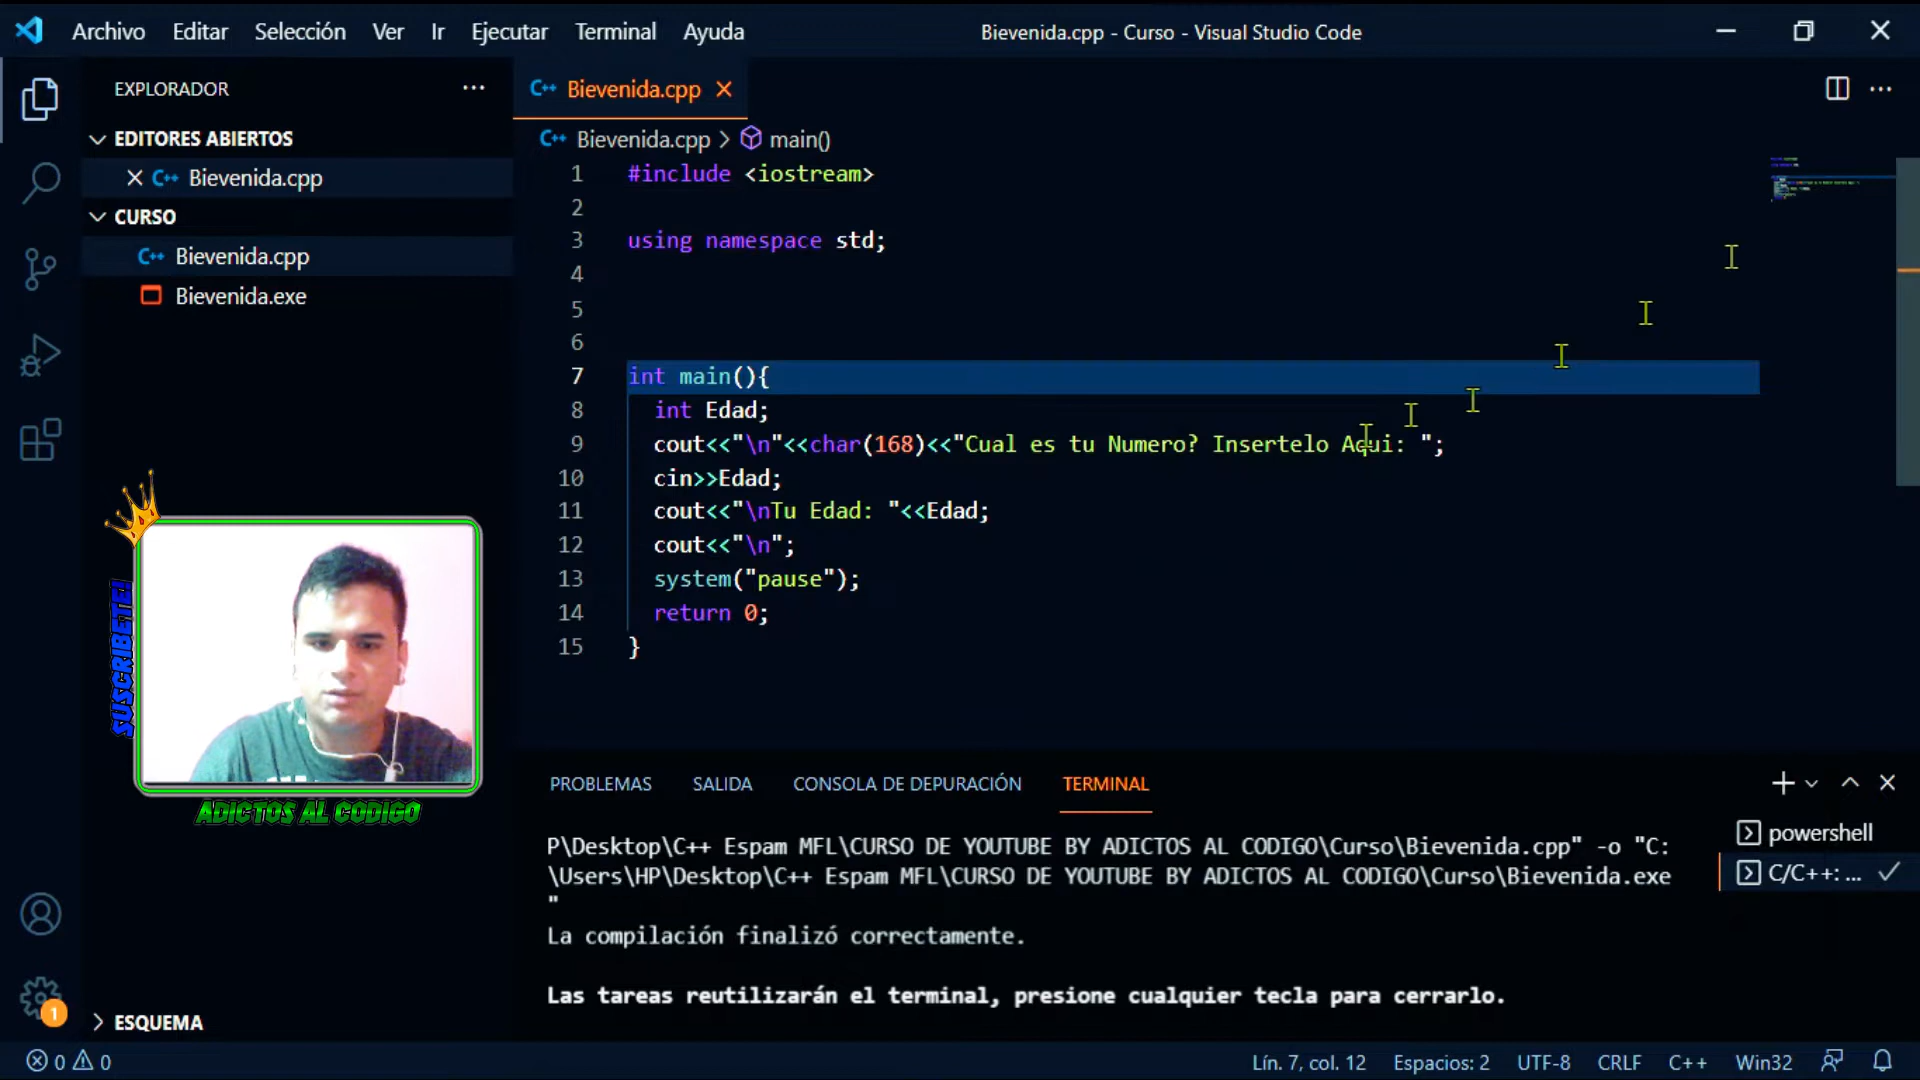 Archivo Editar Selección Ver Ir Ejecutar Terminal Ayuda Bievenida.cpp - Curso - Visual Studio Code
EXPLORADOR
EDITORES ABIERTOS
Bievenida.cpp
CURSO
Bievenida.cpp
Bievenida.exe
Bievenida.cpp
Bievenida.cpp > main()
1 #include <iostream>
2
3 using namespace std;
4
5
6
7 int main(){
8 int Edad;
9 cout<<"\n"<<char(168)<<"Cual es tu Numero? Insertelo Aqui: ";
10 cin>>Edad;
11 cout<<"\nTu Edad: "<<Edad;
12 cout<<"\n";
13 system("pause");
14 return 0;
15 }
SUSCRIBETE!
ADICTOS AL CODIGO
PROBLEMAS SALIDA CONSOLA DE DEPURACIÓN TERMINAL
P\Desktop\C++ Espam MFL\CURSO DE YOUTUBE BY ADICTOS AL CODIGO\Curso\Bievenida.cpp" -o "C:
\Users\HP\Desktop\C++ Espam MFL\CURSO DE YOUTUBE BY ADICTOS AL CODIGO\Curso\Bievenida.exe
"
La compilación finalizó correctamente.
Las tareas reutilizarán el terminal, presione cualquier tecla para cerrarlo.
powershell
C/C++: ...
1
ESQUEMA
0 0 Lín. 7, col. 12 Espacios: 2 UTF-8 CRLF C++ Win32